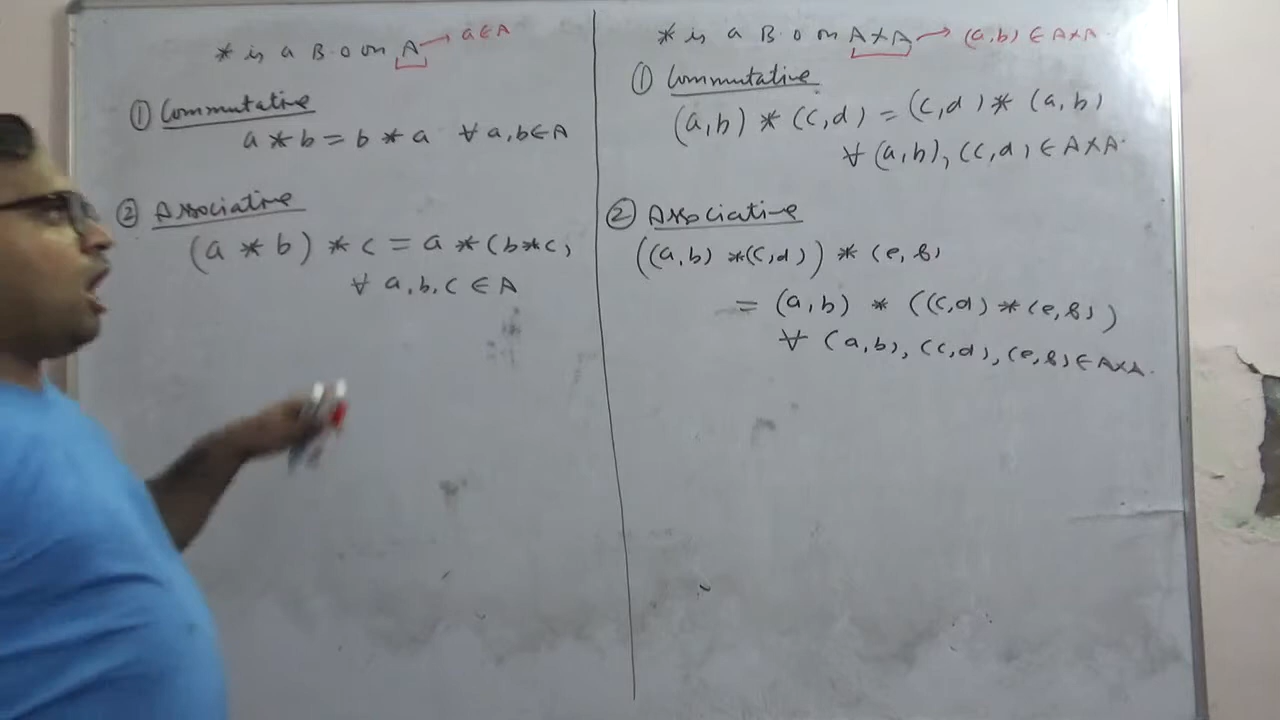 * is a B.O on A → a∈A
① Commutative
a * b = b * a ∀ a,b∈A
② Associative
(a * b) * c = a * (b*c)
∀ a,b,c ∈ A
* is a B.O on A×A → (a,b) ∈ A×A.
① Commutative
(a,b) * (c,d) = (c,d) * (a,b)
∀ (a,b), (c,d) ∈ A×A.
② Associative
((a,b) *(c,d)) * (e,f)
= (a,b) * ((c,d) * (e,f))
∀ (a,b), (c,d), (e,f) ∈ A×A.